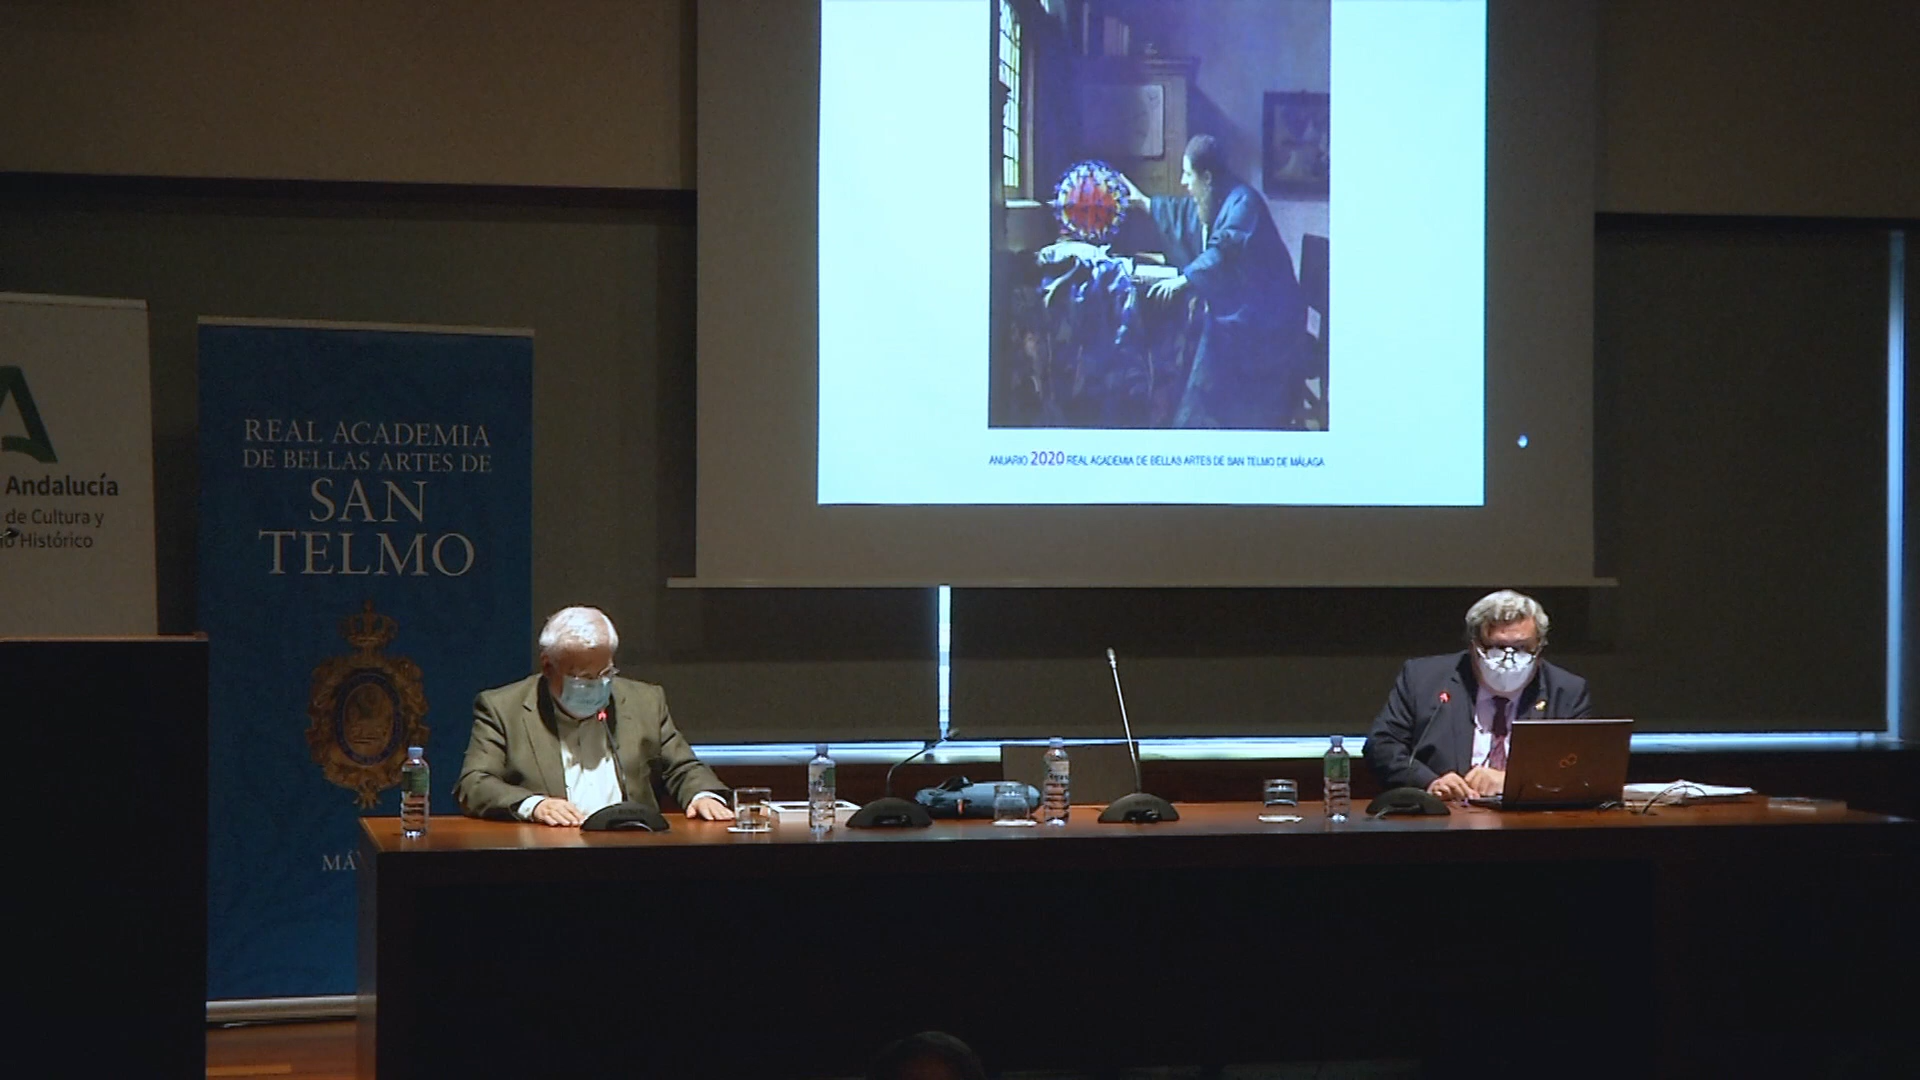 ANUARIO 2020 REAL ACADEMIA DE BELLAS ARTES DE SAN TELMO DE MÁLAGA
Andalucía
de Cultura y
Histórico
REAL ACADEMIA
DE BELLAS ARTES DE
SAN
TELMO
MÁ